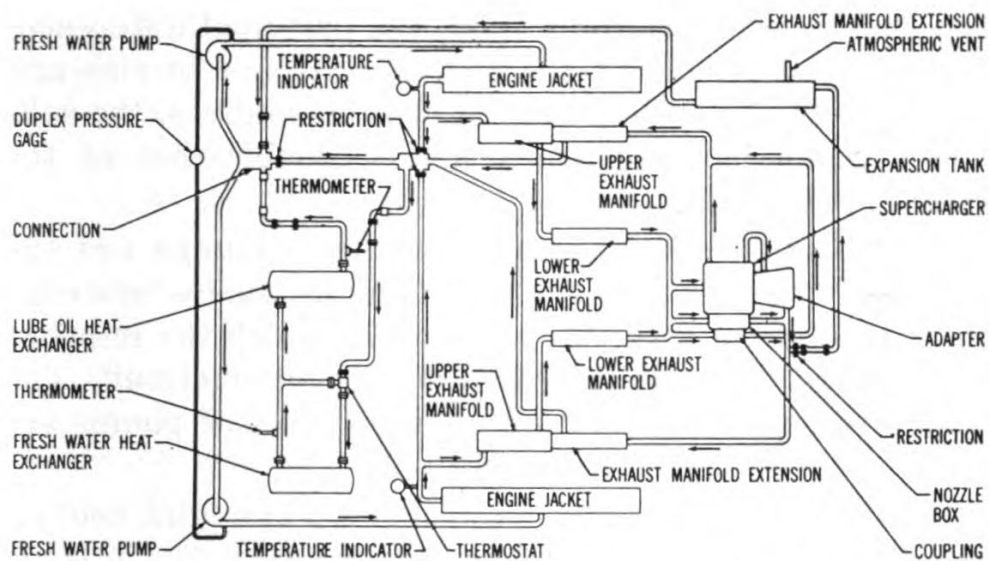 FRESH WATER PUMP
DUPLEX PRESSURE
GAGE
CONNECTION
LUBE OIL HEAT
EXCHANGER
THERMOMETER
FRESH WATER HEAT
EXCHANGER
FRESH WATER PUMP
TEMPERATURE
INDICATOR
RESTRICTION
THERMOMETER
ENGINE JACKET
UPPER
EXHAUST
MANIFOLD
LOWER
EXHAUST
MANIFOLD
LOWER EXHAUST
MANIFOLD
UPPER
EXHAUST
MANIFOLD
EXHAUST MANIFOLD EXTENSION
ENGINE JACKET
TEMPERATURE INDICATOR
THERMOSTAT
EXHAUST MANIFOLD EXTENSION
ATMOSPHERIC VENT
EXPANSION TANK
SUPERCHARGER
ADAPTER
RESTRICTION
NOZZLE
BOX
COUPLING